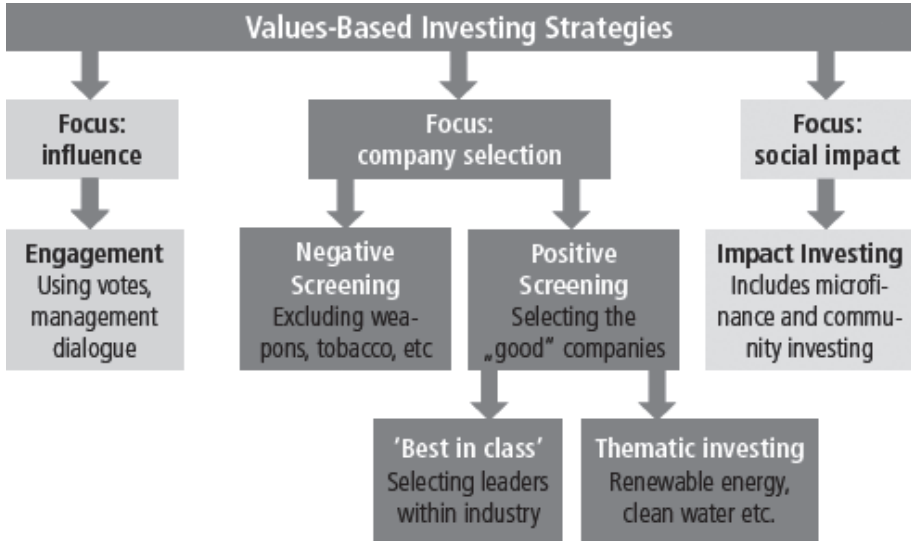 Values-Based Investing Strategies
Focus:
influence
Focus:
company selection
Focus:
social impact
Engagement
Using votes,
management
dialogue
Negative
Screening
Excluding wea-
pons, tobacco, etc
Positive
Screening
Selecting the
„good“ companies
Impact Investing
Includes microfi-
nance and commu-
nity investing
'Best in class'
Selecting leaders
within industry
Thematic investing
Renewable energy,
clean water etc.